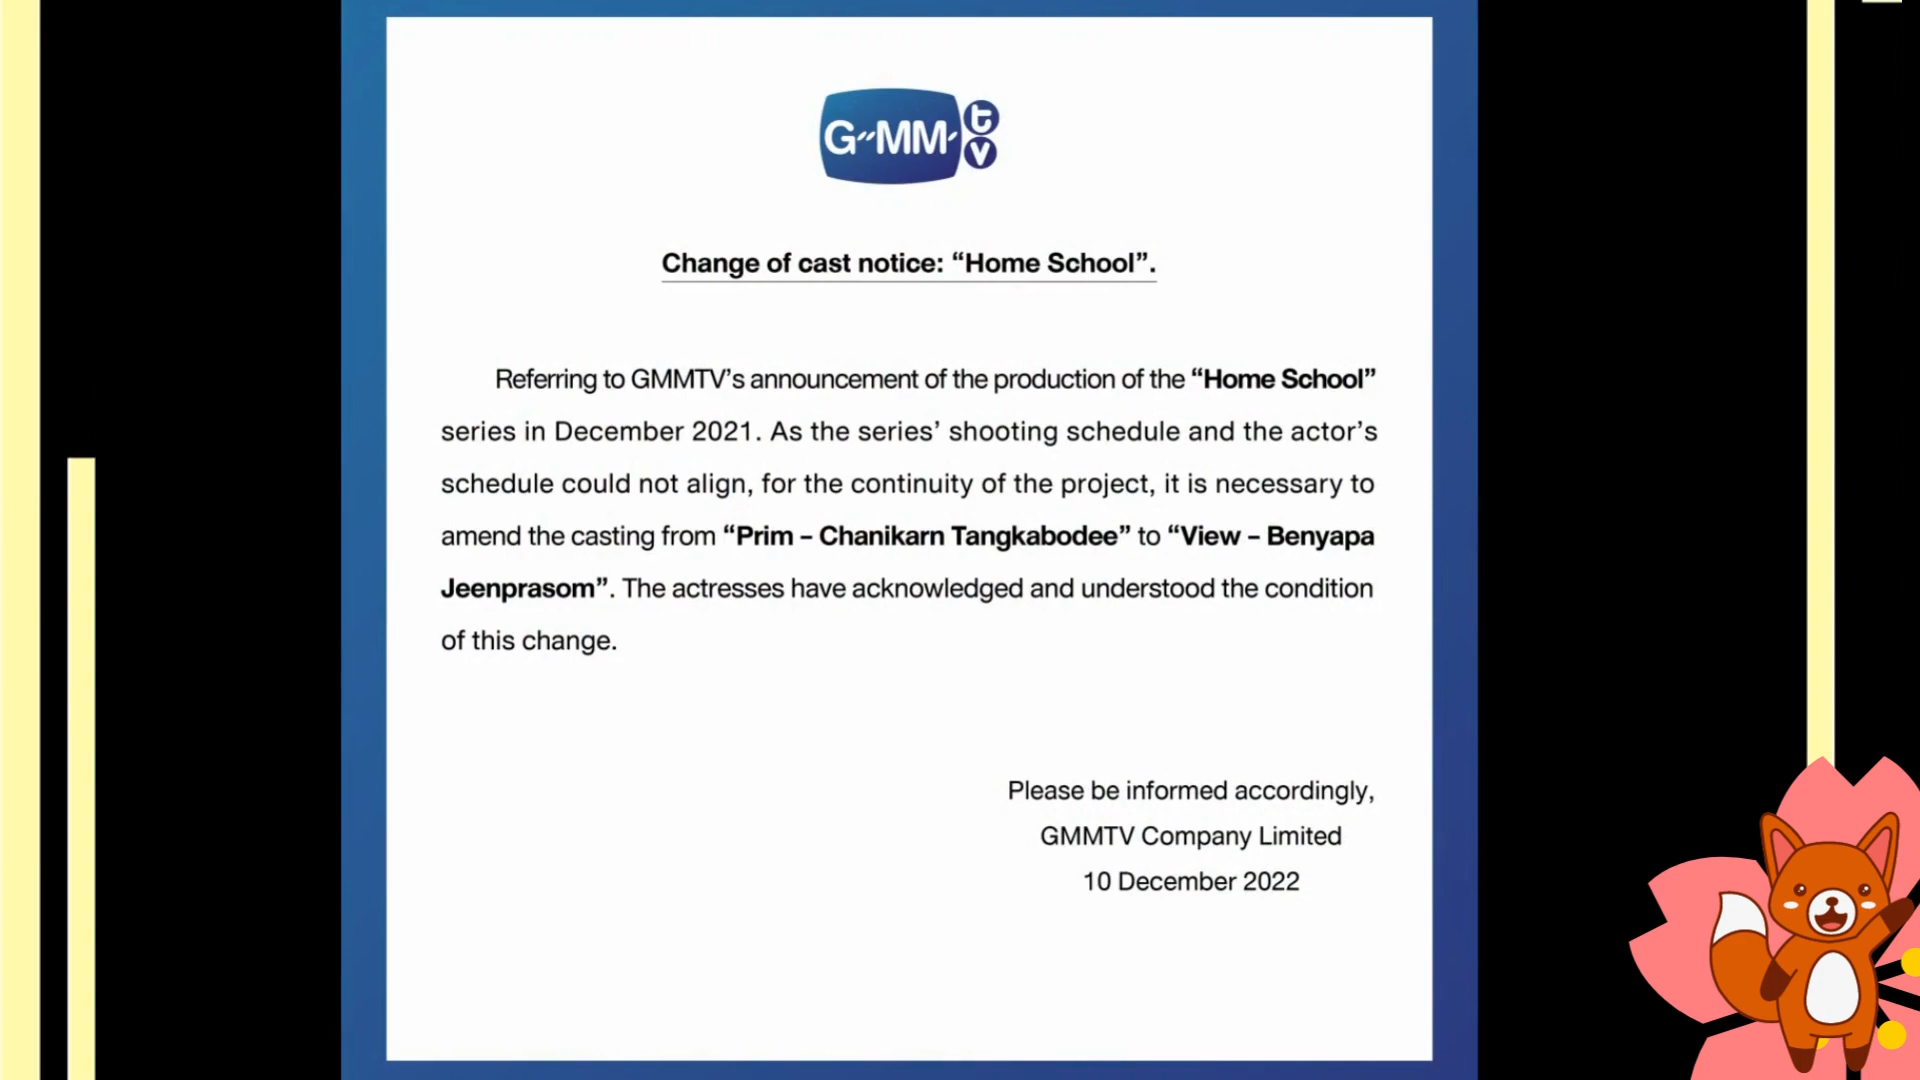 G MM tv
Change of cast notice: “Home School”.
Referring to GMMTV’s announcement of the production of the “Home School”
series in December 2021. As the series’ shooting schedule and the actor’s
schedule could not align, for the continuity of the project, it is necessary to
amend the casting from “Prim – Chanikarn Tangkabodee” to “View – Benyapa
Jeenprasom”. The actresses have acknowledged and understood the condition
of this change.
Please be informed accordingly,
GMMTV Company Limited
10 December 2022